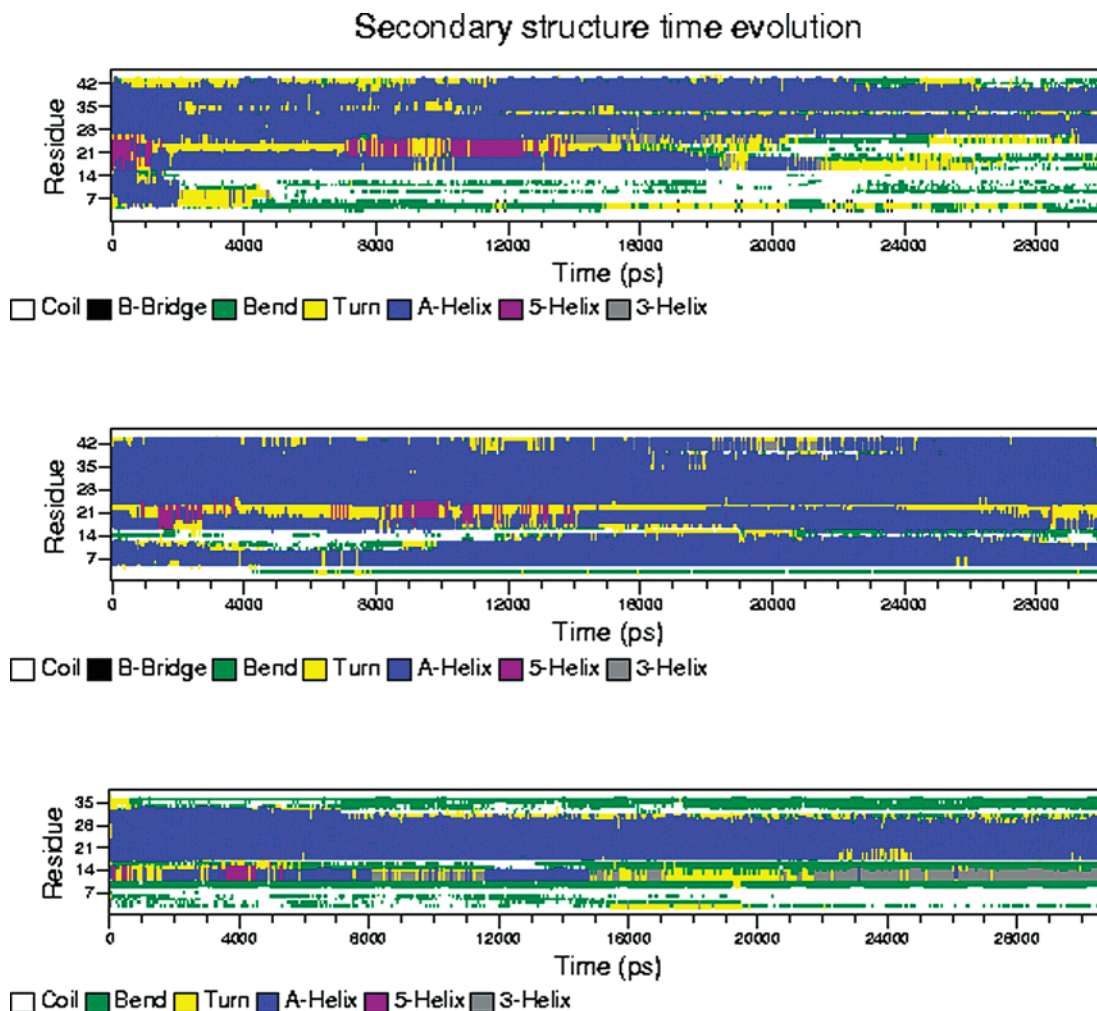 Secondary structure time evolution
Residue
42
35
28
21
14
7
0 4000 8000 12000 16000 20000 24000 28000
Time (ps)
Coil B-Bridge Bend Turn A-Helix 5-Helix 3-Helix
Residue
42
35
28
21
14
7
0 4000 8000 12000 16000 20000 24000 28000
Time (ps)
Coil B-Bridge Bend Turn A-Helix 5-Helix 3-Helix
Residue
35
28
21
14
7
0 4000 8000 12000 16000 20000 24000 28000
Time (ps)
Coil Bend Turn A-Helix 5-Helix 3-Helix